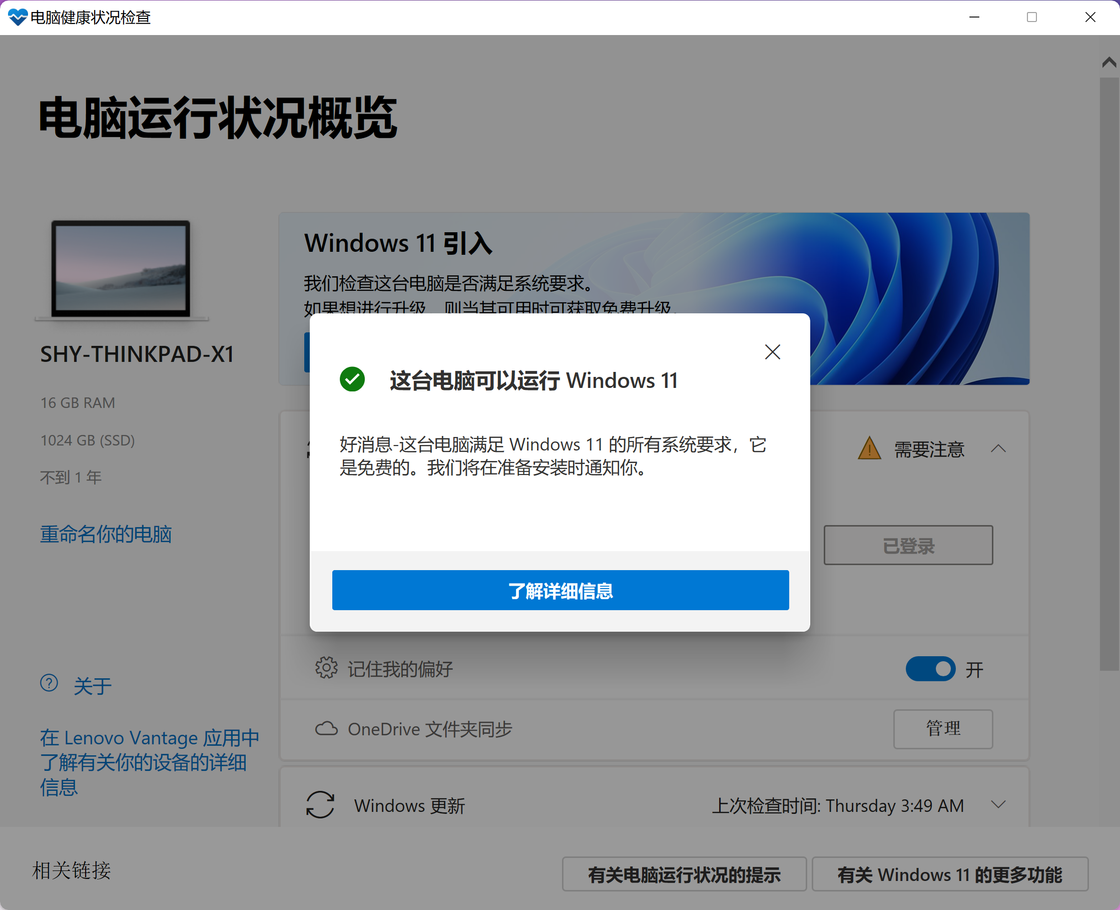 电脑健康状况检查
电脑运行状况概览
SHY-THINKPAD-X1
16 GB RAM
1024 GB (SSD)
不到 1 年
重命名你的电脑
关于
在 Lenovo Vantage 应用中
了解有关你的设备的详细
信息
Windows 11 引入
我们检查这台电脑是否满足系统要求。
如果想进行升级，则当其可用时可获取免费升级。
这台电脑可以运行 Windows 11
好消息-这台电脑满足 Windows 11 的所有系统要求，它
是免费的。我们将在准备安装时通知你。
了解详细信息
需要注意
已登录
记住我的偏好
开
OneDrive 文件夹同步
管理
Windows 更新
上次检查时间: Thursday 3:49 AM
相关链接
有关电脑运行状况的提示
有关 Windows 11 的更多功能